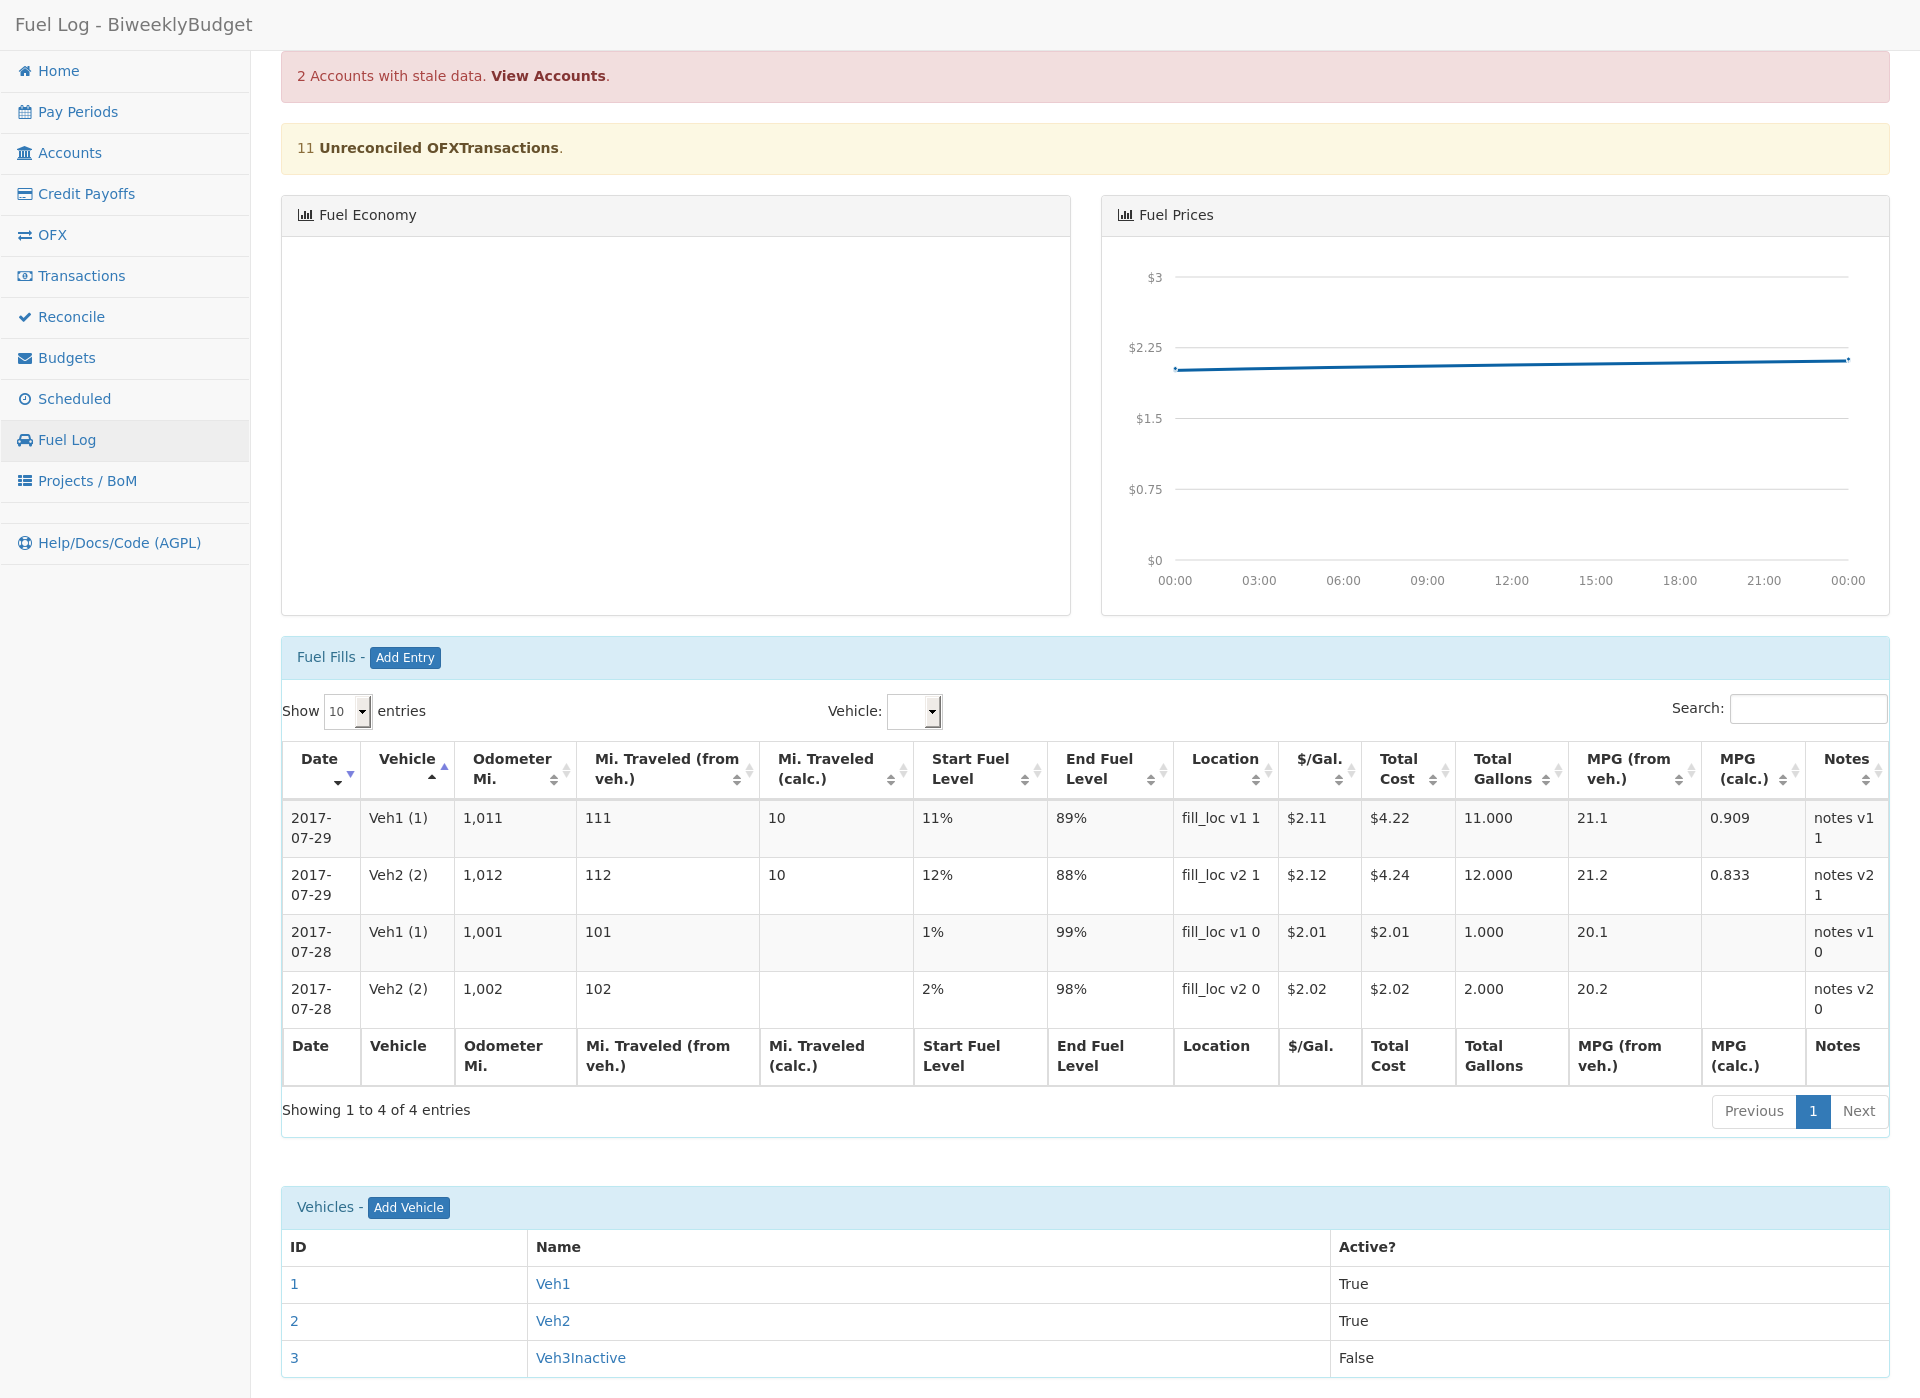 Fuel Log - BiweeklyBudget
Home
Pay Periods
Accounts
Credit Payoffs
OFX
Transactions
Reconcile
Budgets
Scheduled
Fuel Log
Projects / BoM
Help/Docs/Code (AGPL)
2 Accounts with stale data. View Accounts.
11 Unreconciled OFXTransactions.
Fuel Economy
Fuel Prices
$3
$2.25
$1.5
$0.75
$0
00:00 03:00 06:00 09:00 12:00 15:00 18:00 21:00 00:00
Fuel Fills - Add Entry
Show 10 entries Vehicle: Search:
Date Vehicle Odometer Mi. Traveled (from Mi. Traveled Start Fuel End Fuel Location $/Gal. Total Total MPG (from MPG Notes
Mi. veh.) (calc.) Level Level Cost Gallons veh.) (calc.)
2017- Veh1 (1) 1,011 111 10 11% 89% fill_loc v1 1 $2.11 $4.22 11.000 21.1 0.909 notes v1
07-29 1
2017- Veh2 (2) 1,012 112 10 12% 88% fill_loc v2 1 $2.12 $4.24 12.000 21.2 0.833 notes v2
07-29 1
2017- Veh1 (1) 1,001 101 1% 99% fill_loc v1 0 $2.01 $2.01 1.000 20.1 notes v1
07-28 0
2017- Veh2 (2) 1,002 102 2% 98% fill_loc v2 0 $2.02 $2.02 2.000 20.2 notes v2
07-28 0
Date Vehicle Odometer Mi. Traveled (from Mi. Traveled Start Fuel End Fuel Location $/Gal. Total Total MPG (from MPG Notes
Mi. veh.) (calc.) Level Level Cost Gallons veh.) (calc.)
Showing 1 to 4 of 4 entries Previous 1 Next
Vehicles - Add Vehicle
ID Name Active?
1 Veh1 True
2 Veh2 True
3 Veh3Inactive False